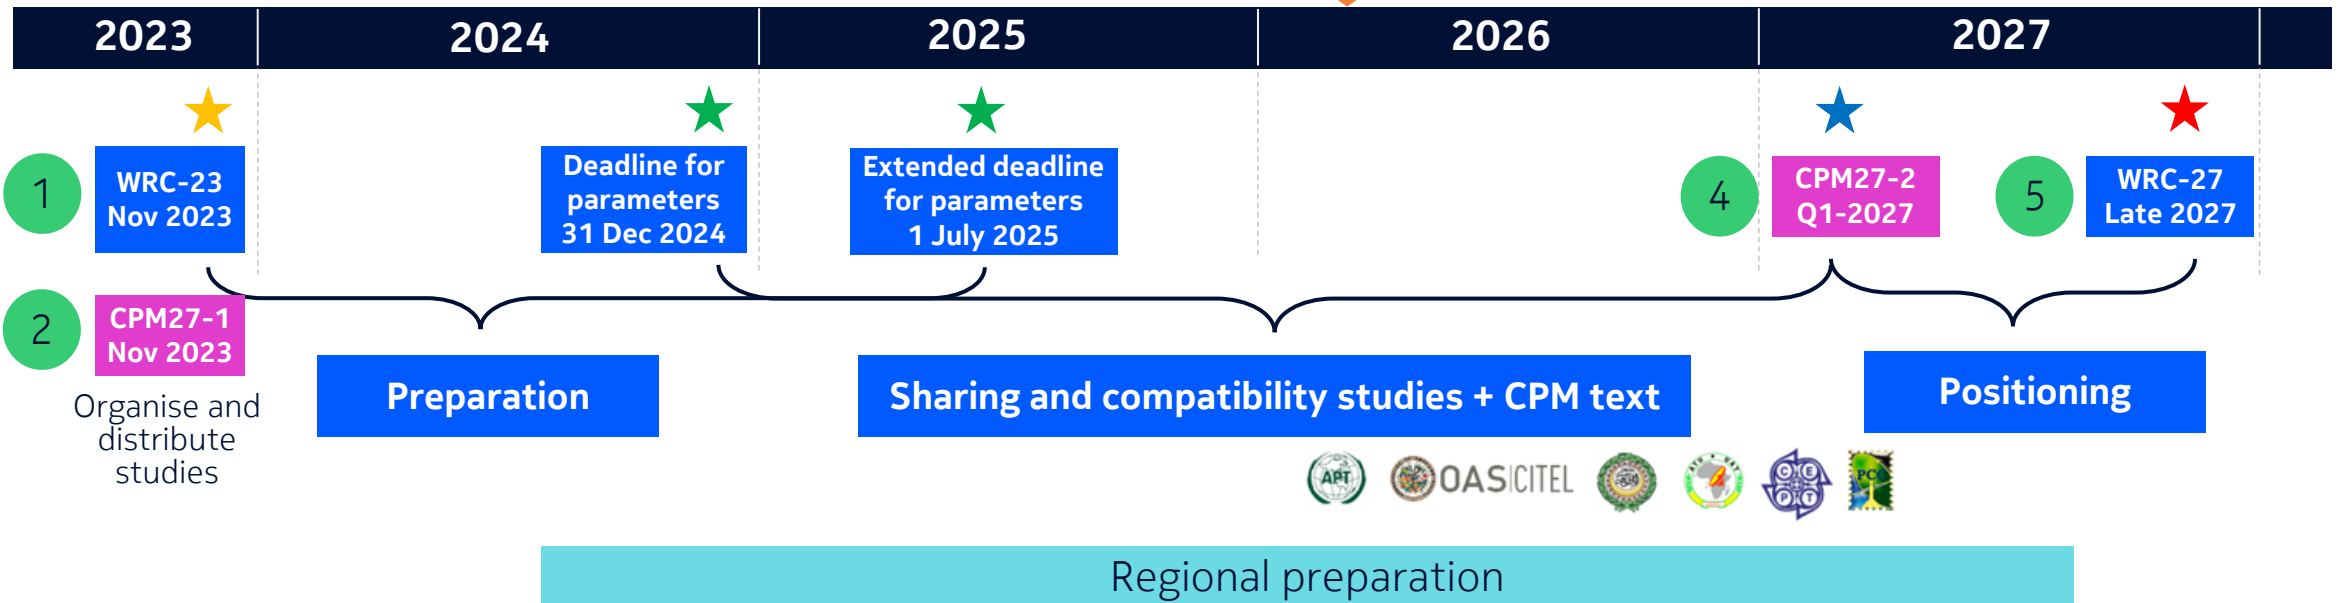 2023
2024
2025
2026
2027
1
WRC-23
Nov 2023
Deadline for
parameters
31 Dec 2024
Extended deadline
for parameters
1 July 2025
4
CPM27-2
Q1-2027
5
WRC-27
Late 2027
2
CPM27-1
Nov 2023
Organise and
distribute
studies
Preparation
Sharing and compatibility studies + CPM text
Positioning
APT
OAS|CITEL
CEPT
PCC
Regional preparation